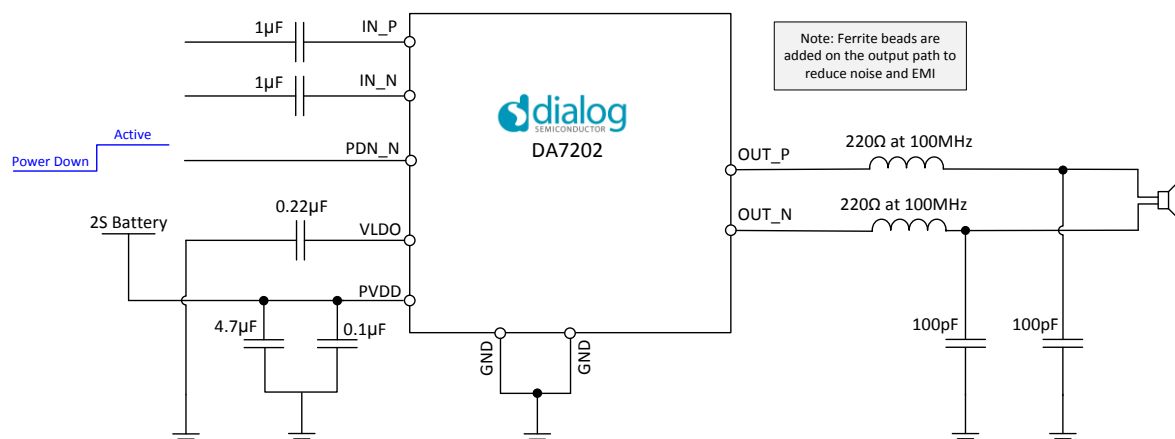 1µF
IN_P
1µF
IN_N
Active
Power Down
PDN_N
2S Battery
0.22µF
VLDO
PVDD
4.7µF
0.1µF
dialog
SEMICONDUCTOR
DA7202
GND
GND
Note: Ferrite beads are
added on the output path to
reduce noise and EMI
OUT_P
220Ω at 100MHz
OUT_N
220Ω at 100MHz
100pF
100pF